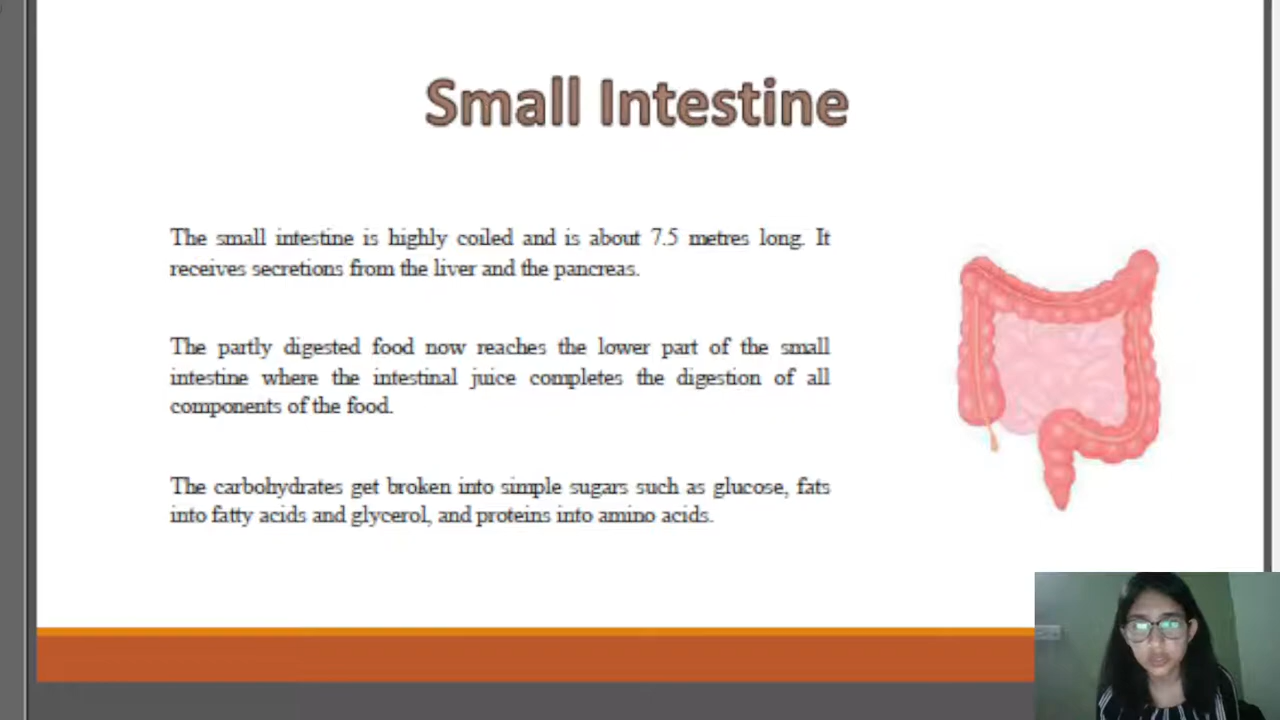 Small Intestine
The small intestine is highly coiled and is about 7.5 metres long. It
receives secretions from the liver and the pancreas.
The partly digested food now reaches the lower part of the small
intestine where the intestinal juice completes the digestion of all
components of the food.
The carbohydrates get broken into simple sugars such as glucose, fats
into fatty acids and glycerol, and proteins into amino acids.